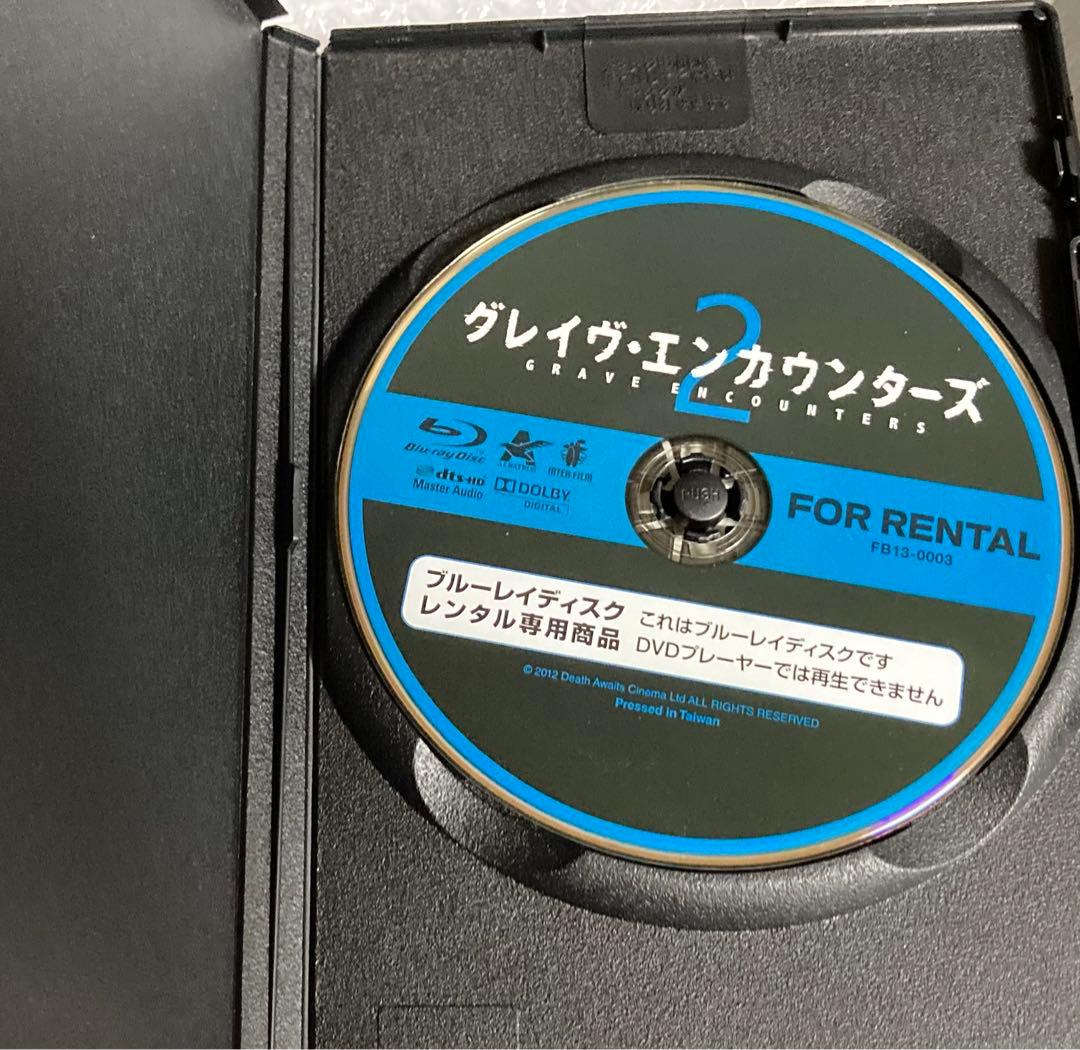 2
グレイヴ・エンカウンターズ
GRAVE ENCOUNTERS
Blu-ray Disc
ALBATROS
INTER-FILM
dts-HD
Master Audio
DOLBY
DIGITAL
PUSH
FOR RENTAL
FB13-0003
ブルーレイディスク
レンタル専用商品
これはブルーレイディスクです
DVDプレーヤーでは再生できません
© 2012 Death Awaits Cinema Ltd ALL RIGHTS RESERVED
Pressed in Taiwan